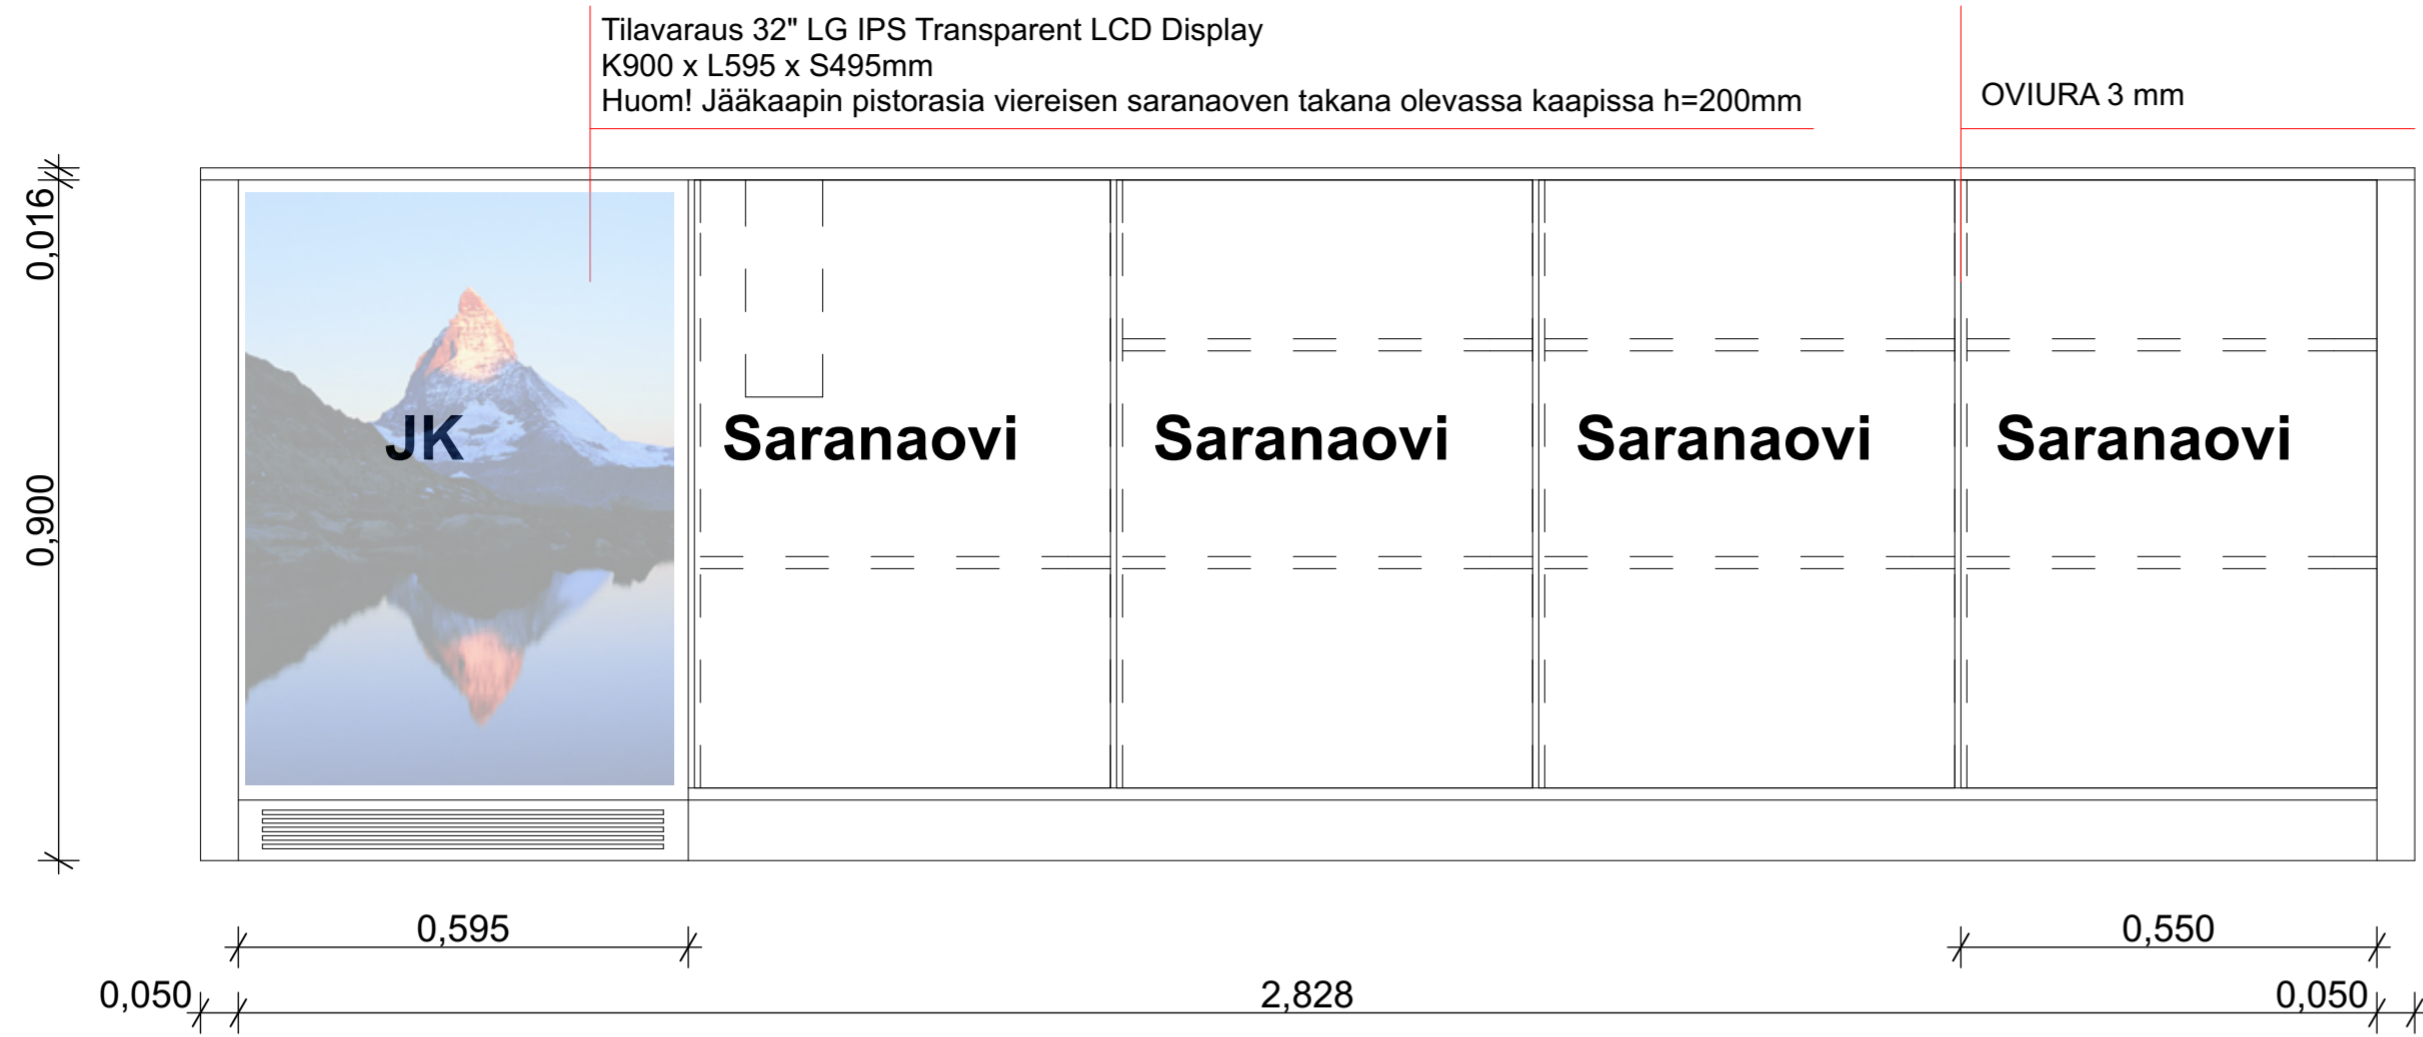 Tilavaraus 32" LG IPS Transparent LCD Display
K900 x L595 x S495mm
Huom! Jääkaapin pistorasia viereisen saranaoven takana olevassa kaapissa h=200mm
OVIURA 3 mm
0,016
0,900
JK
Saranaovi
Saranaovi
Saranaovi
Saranaovi
0,595
0,550
0,050
2,828
0,050